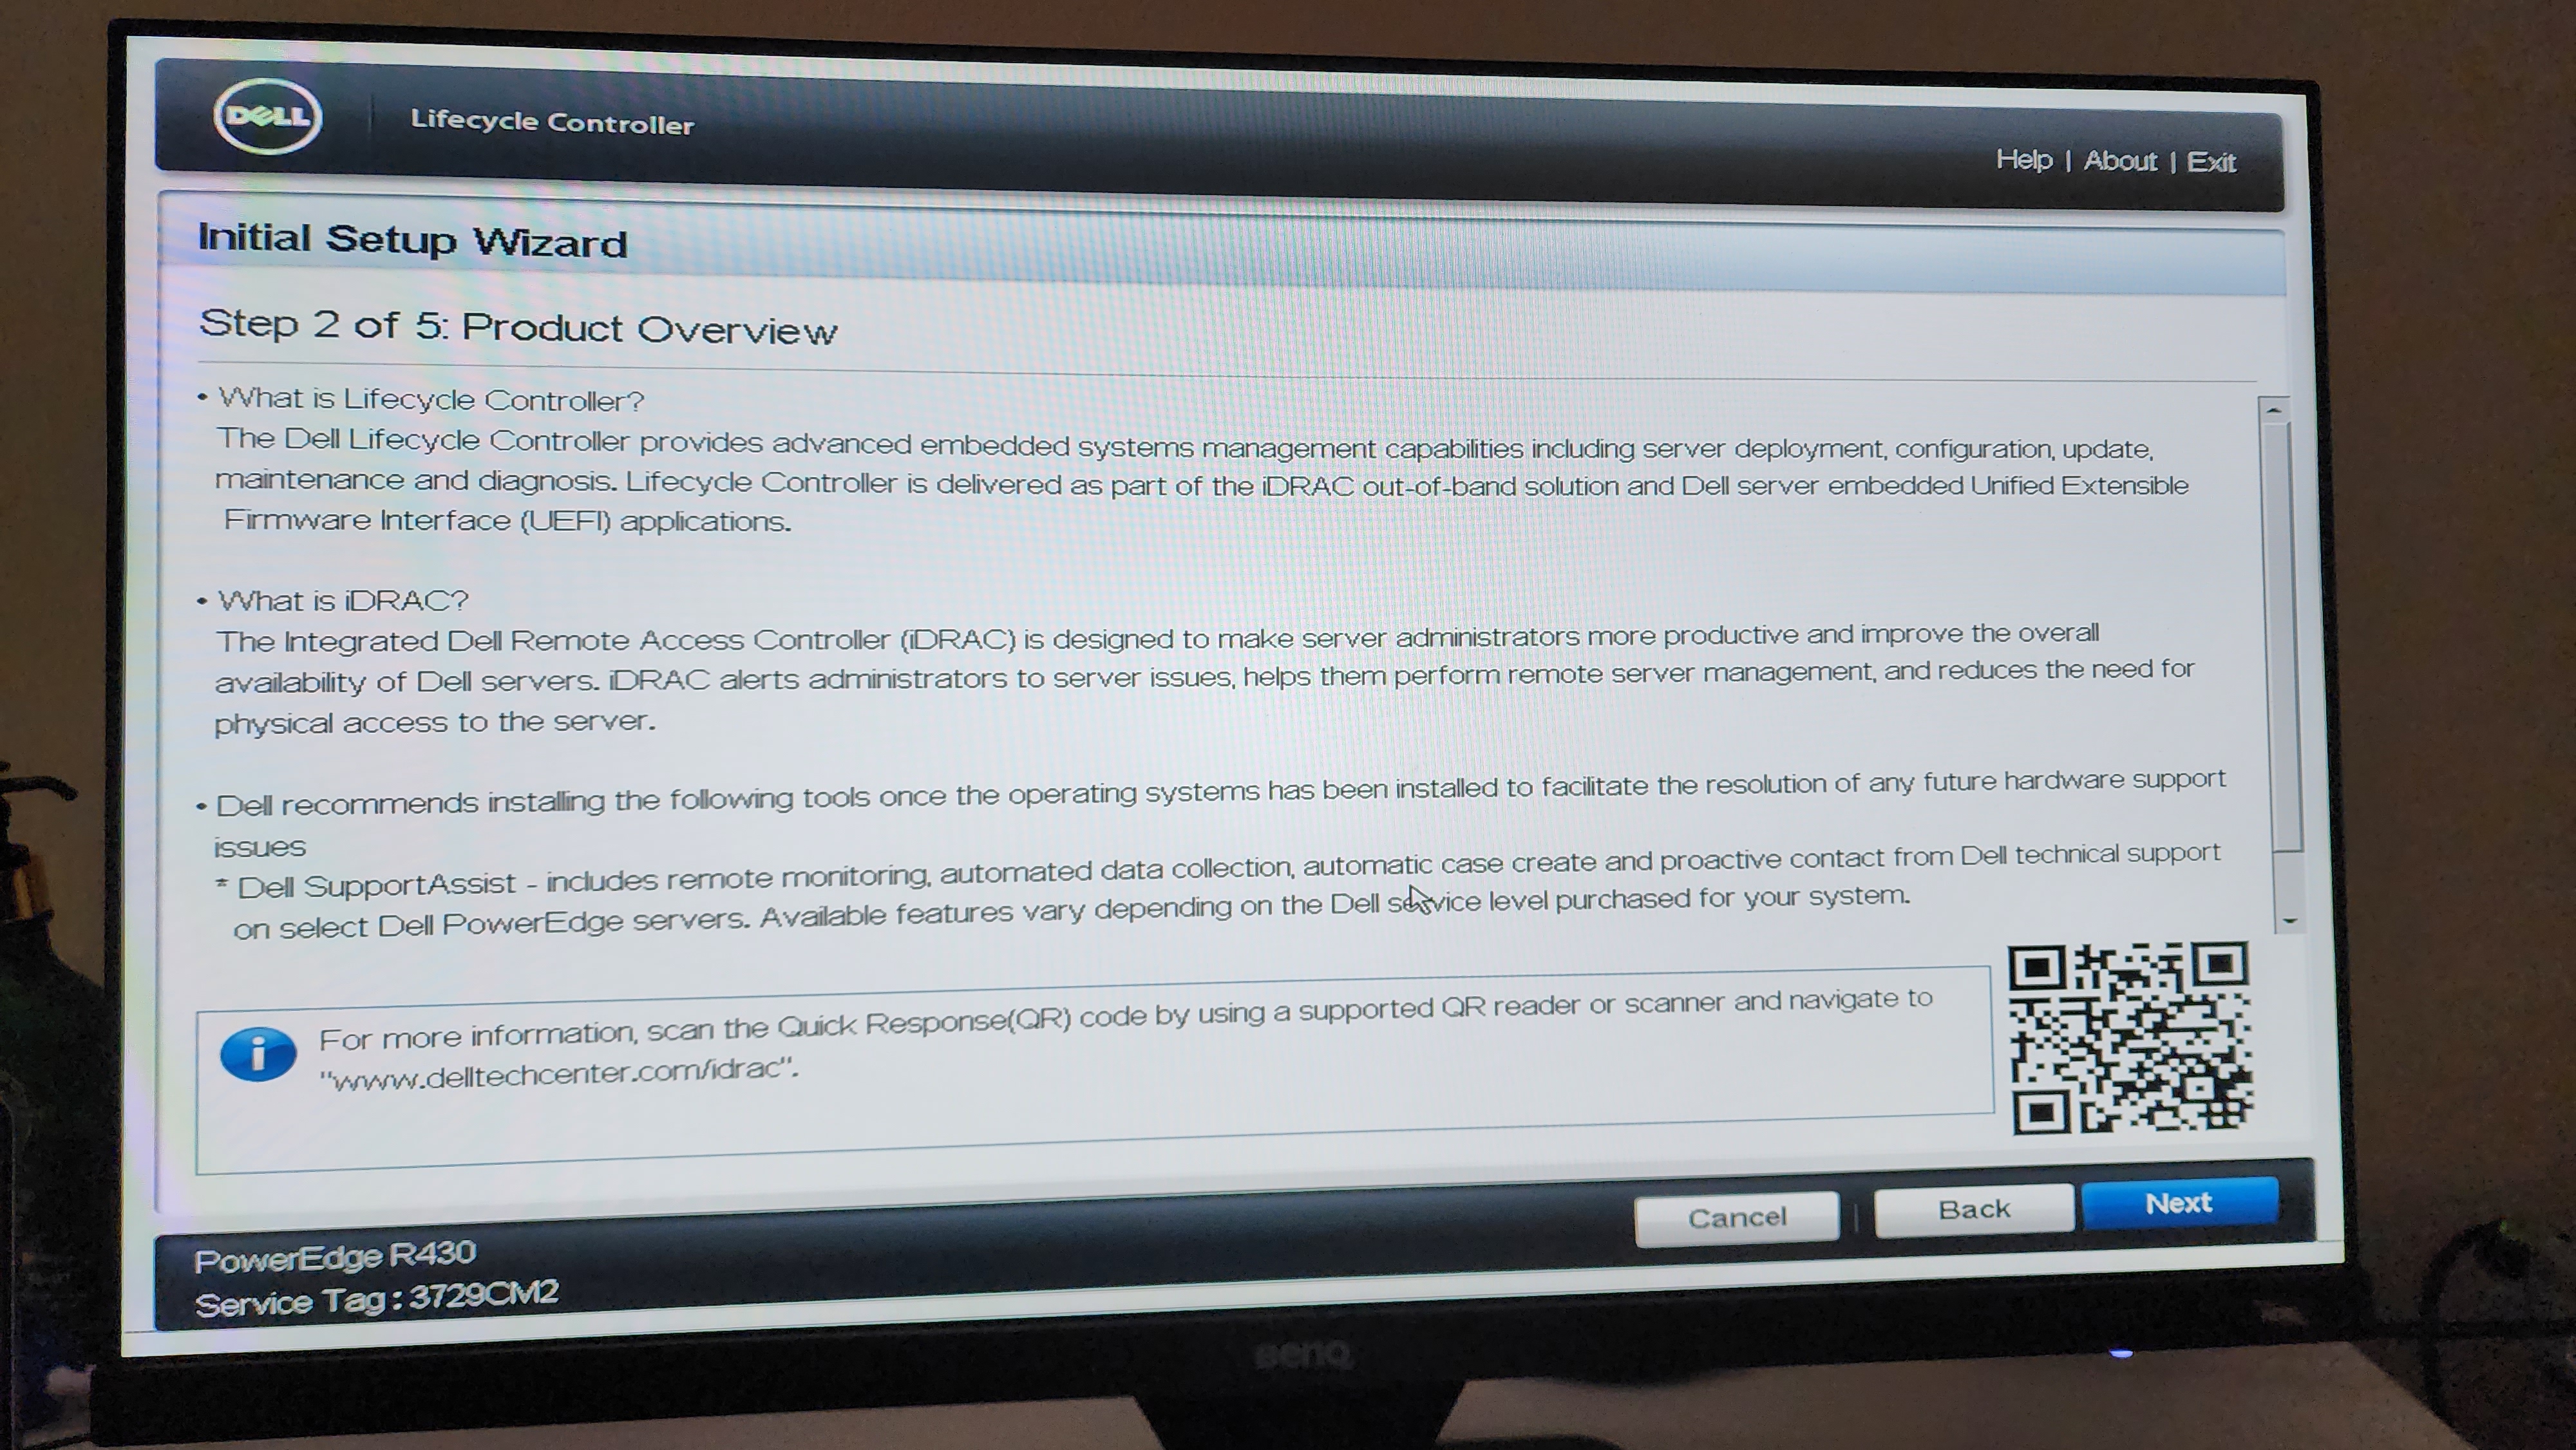 DELL
Lifecycle Controller
Help | About | Exit
Initial Setup Wizard
Step 2 of 5: Product Overview
• What is Lifecycle Controller?
The Dell Lifecycle Controller provides advanced embedded systems management capabilities including server deployment, configuration, update,
maintenance and diagnosis. Lifecycle Controller is delivered as part of the iDRAC out-of-band solution and Dell server embedded Unified Extensible
Firmware Interface (UEFI) applications.
• What is iDRAC?
The Integrated Dell Remote Access Controller (iDRAC) is designed to make server administrators more productive and improve the overall
availability of Dell servers. iDRAC alerts administrators to server issues, helps them perform remote server management, and reduces the need for
physical access to the server.
• Dell recommends installing the following tools once the operating systems has been installed to facilitate the resolution of any future hardware support
issues
* Dell SupportAssist - includes remote monitoring, automated data collection, automatic case create and proactive contact from Dell technical support
on select Dell PowerEdge servers. Available features vary depending on the Dell service level purchased for your system.
For more information, scan the Quick Response(QR) code by using a supported QR reader or scanner and navigate to
"www.delltechcenter.com/idrac".
Cancel | Back Next
PowerEdge R430
Service Tag : 3729CM2
BenQ